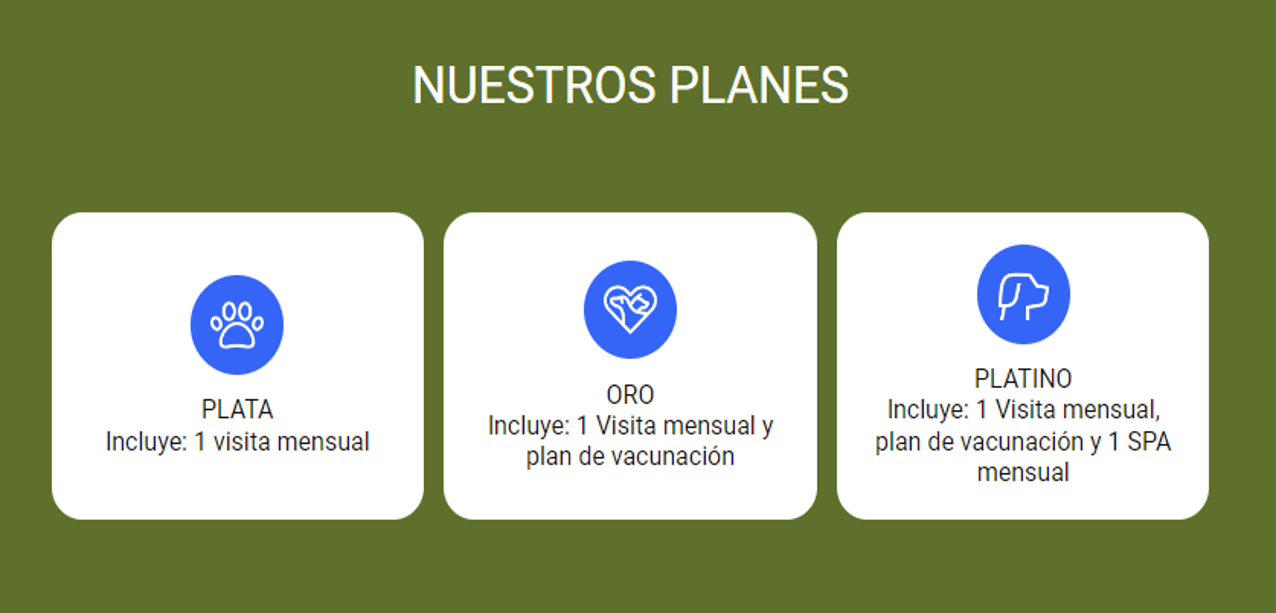 NUESTROS PLANES
PLATA
Incluye: 1 visita mensual
ORO
Incluye: 1 Visita mensual y
plan de vacunación
PLATINO
Incluye: 1 Visita mensual,
plan de vacunación y 1 SPA
mensual